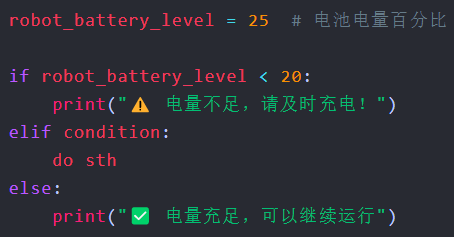 robot_battery_level = 25  # 电池电量百分比
if robot_battery_level < 20:
    print("⚠️ 电量不足，请及时充电！")
elif condition:
    do sth
else:
    print("✅ 电量充足，可以继续运行")